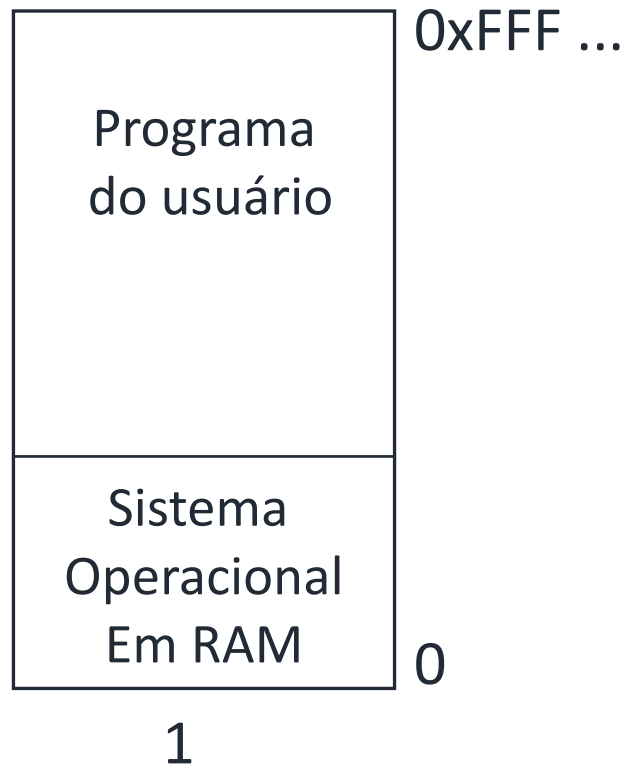 0xFFF ...
Programa
do usuário
Sistema
Operacional
Em RAM
0
1